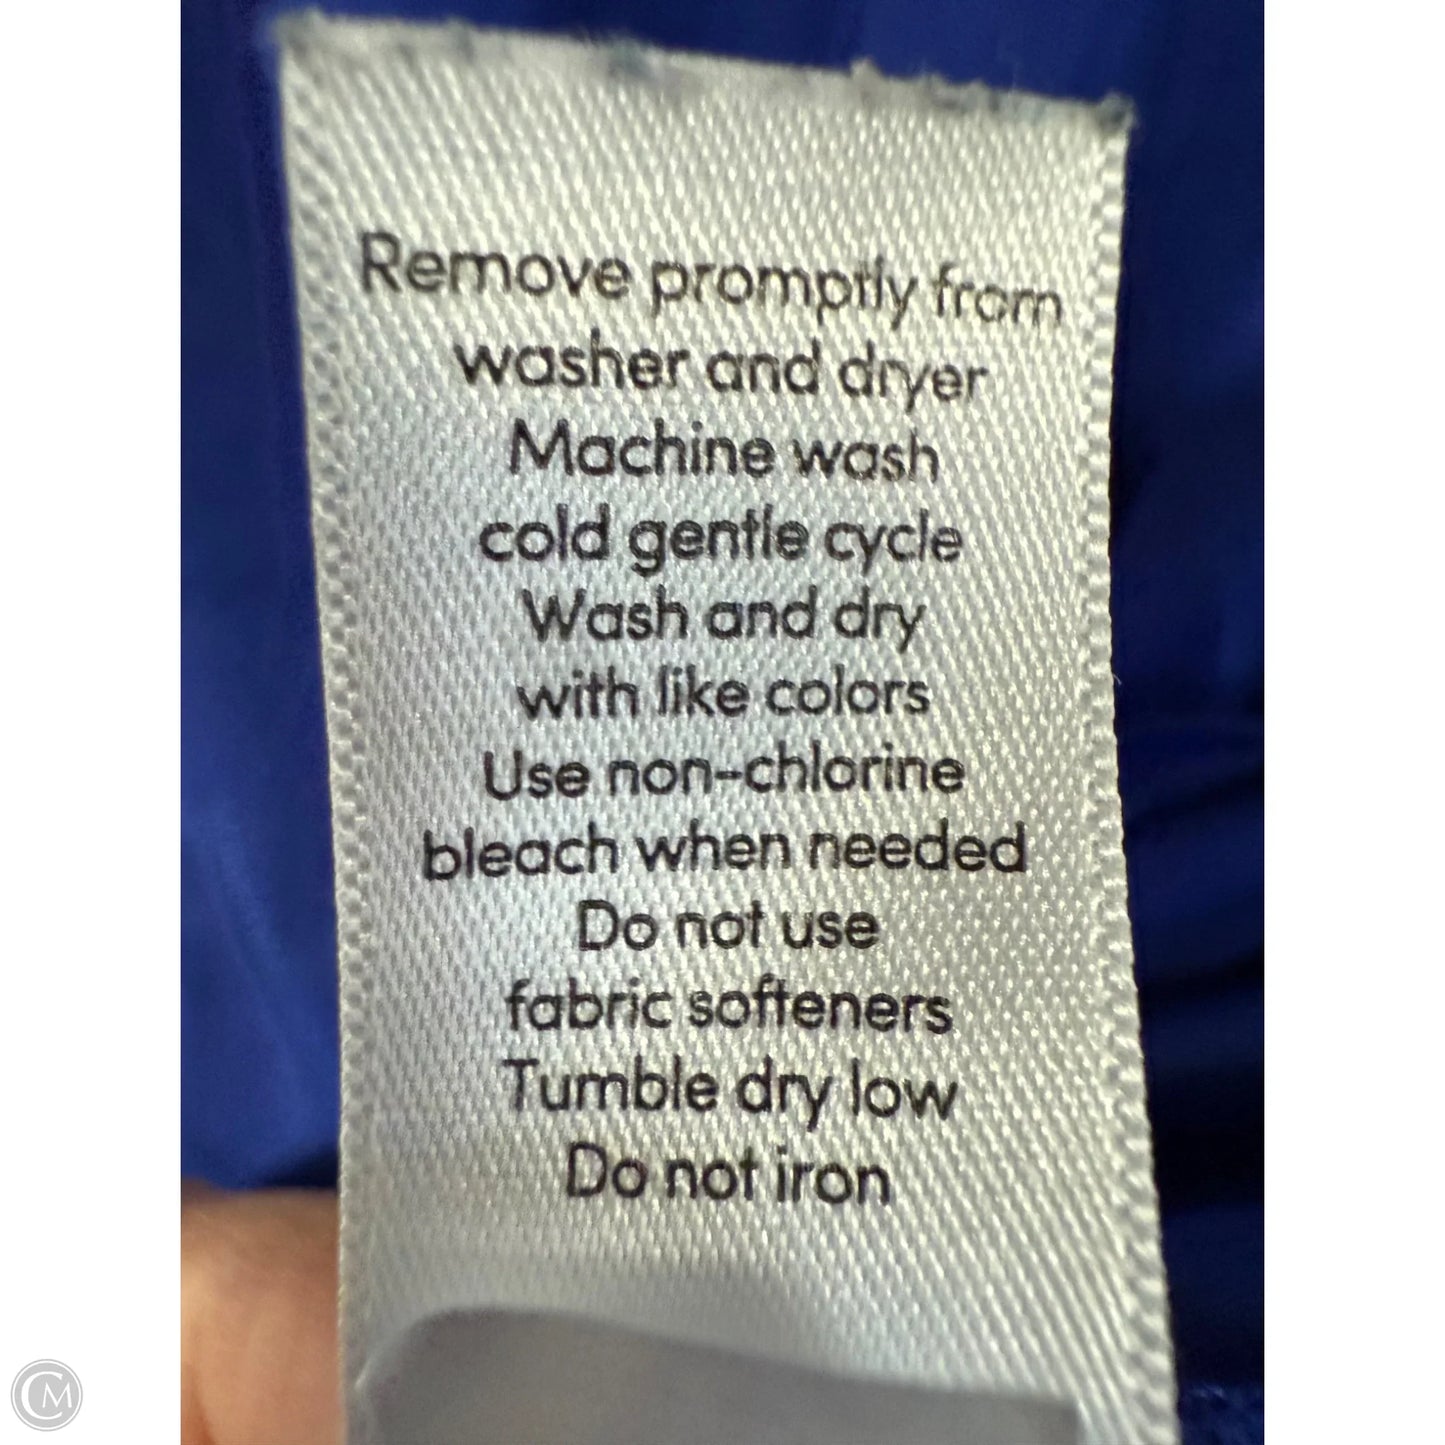 Remove promptly from
washer and dryer
Machine wash
cold gentle cycle
Wash and dry
with like colors
Use non-chlorine
bleach when needed
Do not use
fabric softeners
Tumble dry low
Do not iron
CM